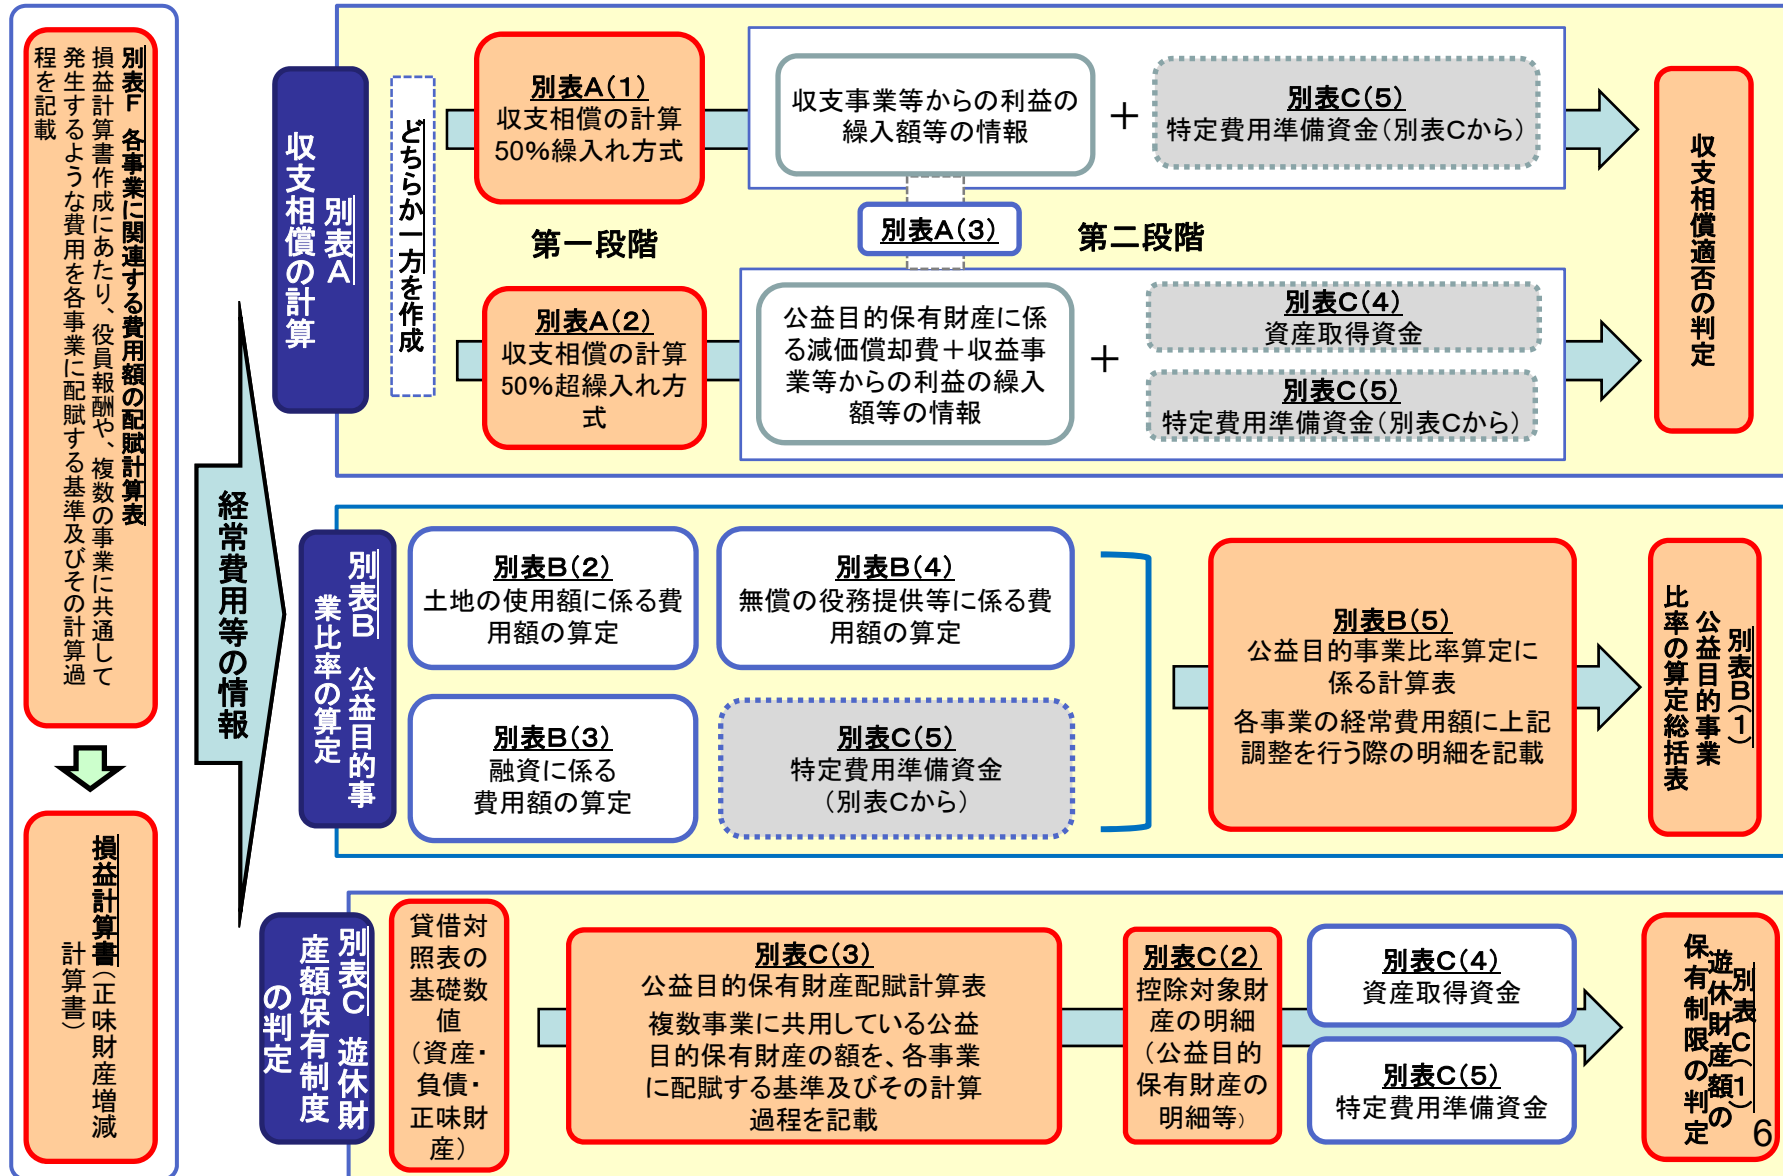 別表F 各事業に関連する費用額の配賦計算表
損益計算書作成にあたり、役員報酬や、複数の事業に共通して
発生するような費用を各事業に配賦する基準及びその計算過
程を記載
損益計算書(正味財産増減
計算書)
経常費用等の情報
別表A
収支相償の計算
どちらか一方を作成
別表A(1)
収支相償の計算
50%繰入れ方式
収支事業等からの利益の
繰入額等の情報
+
別表C(5)
特定費用準備資金(別表Cから)
第一段階
別表A(3)
第二段階
別表A(2)
収支相償の計算
50%超繰入れ方
式
公益目的保有財産に係
る減価償却費+収益事
業等からの利益の繰入
額等の情報
+
別表C(4)
資産取得資金
別表C(5)
特定費用準備資金(別表Cから)
収支相償適否の判定
別表B 公益目的事
業比率の算定
別表B(2)
土地の使用額に係る費
用額の算定
別表B(4)
無償の役務提供等に係る費
用額の算定
別表B(3)
融資に係る
費用額の算定
別表C(5)
特定費用準備資金
(別表Cから)
別表B(5)
公益目的事業比率算定に
係る計算表
各事業の経常費用額に上記
調整を行う際の明細を記載
別表B(1)
公益目的事業
比率の算定総括表
別表C 遊休財
産額保有制度
の判定
貸借対
照表の
基礎数
値
(資産・
負債・
正味財
産)
別表C(3)
公益目的保有財産配賦計算表
複数事業に共用している公益
目的保有財産の額を、各事業
に配賦する基準及びその計算
過程を記載
別表C(2)
控除対象財
産の明細
(公益目的
保有財産の
明細等)
別表C(4)
資産取得資金
別表C(5)
特定費用準備資金
別表C(1)
遊休財産額の
保有制限の判定
6